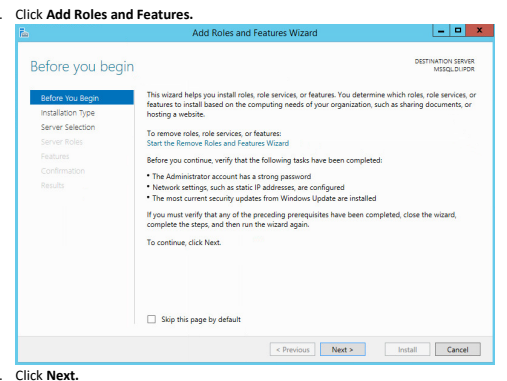 . Click Add Roles and Features.
Add Roles and Features Wizard
Before you begin
DESTINATION SERVER
MSSQL.DI.IPDR
Before You Begin
Installation Type
Server Selection
Server Roles
Features
Confirmation
Results
This wizard helps you install roles, role services, or features. You determine which roles, role services, or
features to install based on the computing needs of your organization, such as sharing documents, or
hosting a website.
To remove roles, role services, or features:
Start the Remove Roles and Features Wizard
Before you continue, verify that the following tasks have been completed:
• The Administrator account has a strong password
• Network settings, such as static IP addresses, are configured
• The most current security updates from Windows Update are installed
If you must verify that any of the preceding prerequisites have been completed, close the wizard,
complete the steps, and then run the wizard again.
To continue, click Next.
Skip this page by default
< Previous
Next >
Install
Cancel
. Click Next.